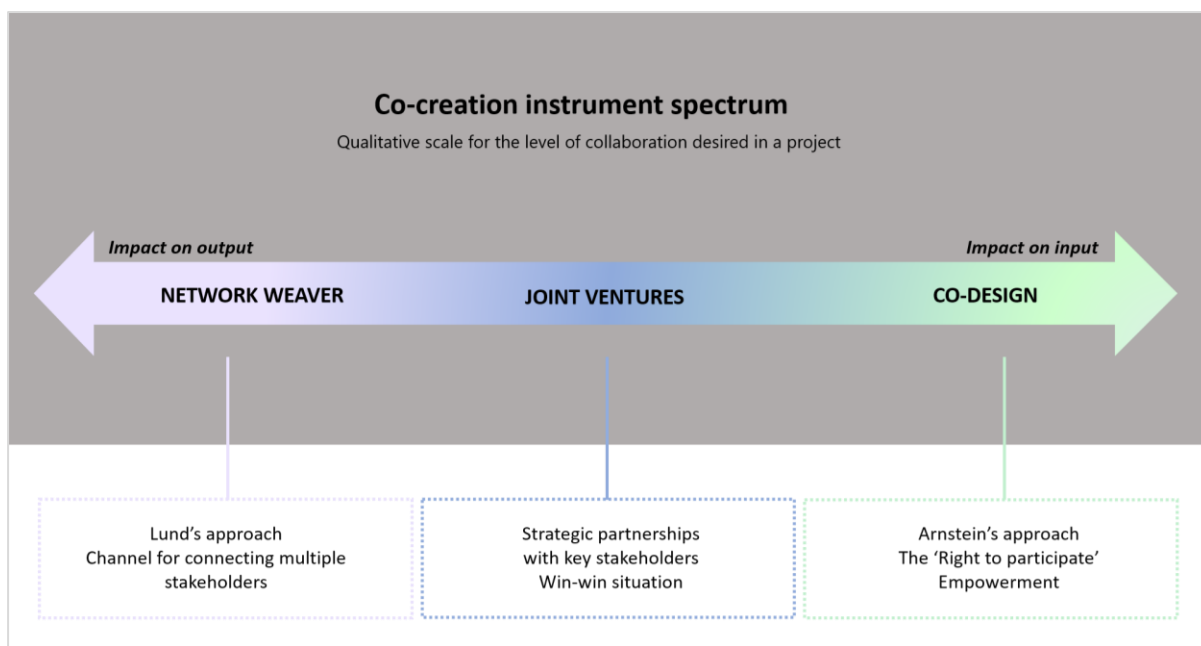 Co-creation instrument spectrum
Qualitative scale for the level of collaboration desired in a project
Impact on output
Impact on input
NETWORK WEAVER
JOINT VENTURES
CO-DESIGN
Lund’s approach
Channel for connecting multiple
stakeholders
Strategic partnerships
with key stakeholders
Win-win situation
Arnstein’s approach
The ‘Right to participate’
Empowerment